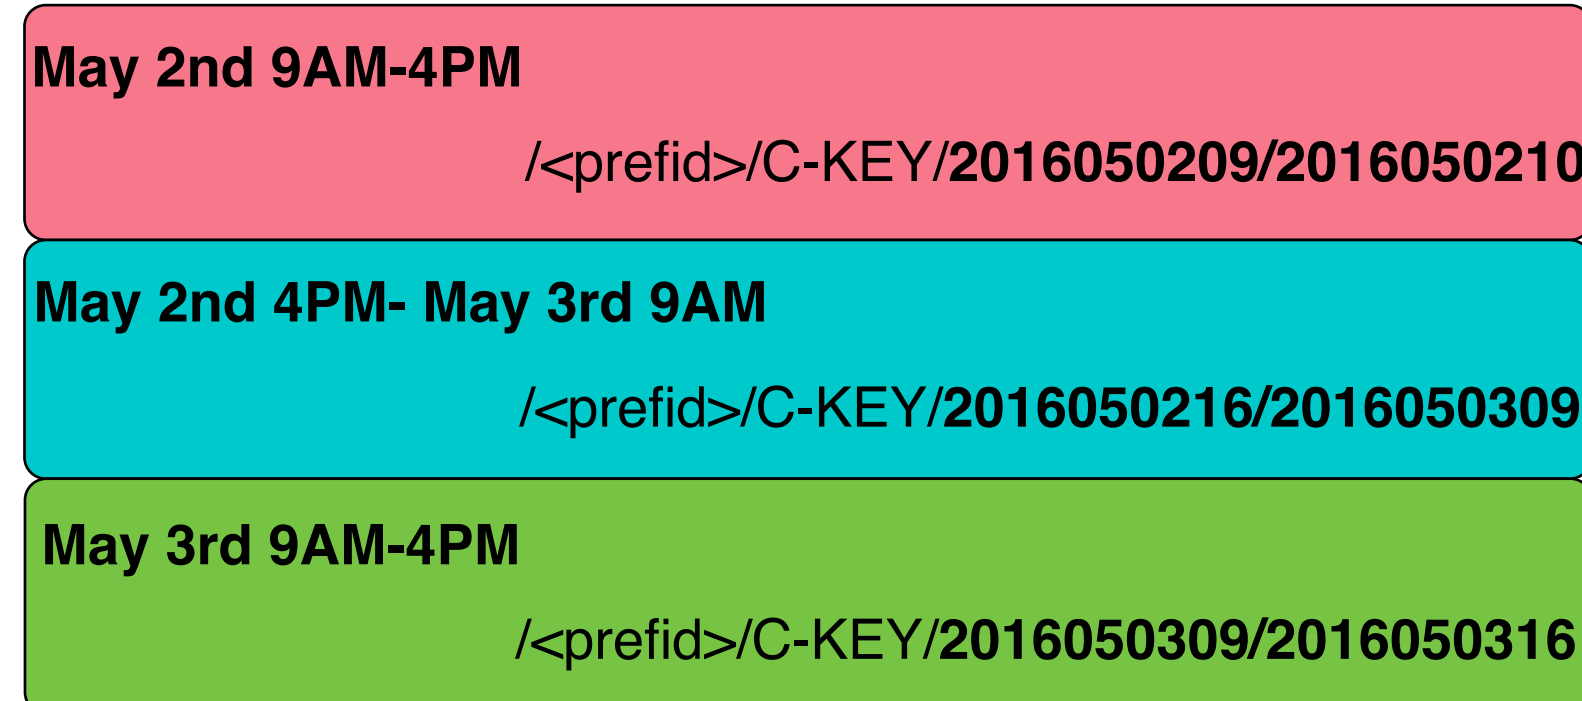 May 2nd 9AM-4PM
/<prefid>/C-KEY/2016050209/2016050210
May 2nd 4PM- May 3rd 9AM
/<prefid>/C-KEY/2016050216/2016050309
May 3rd 9AM-4PM
/<prefid>/C-KEY/2016050309/2016050316